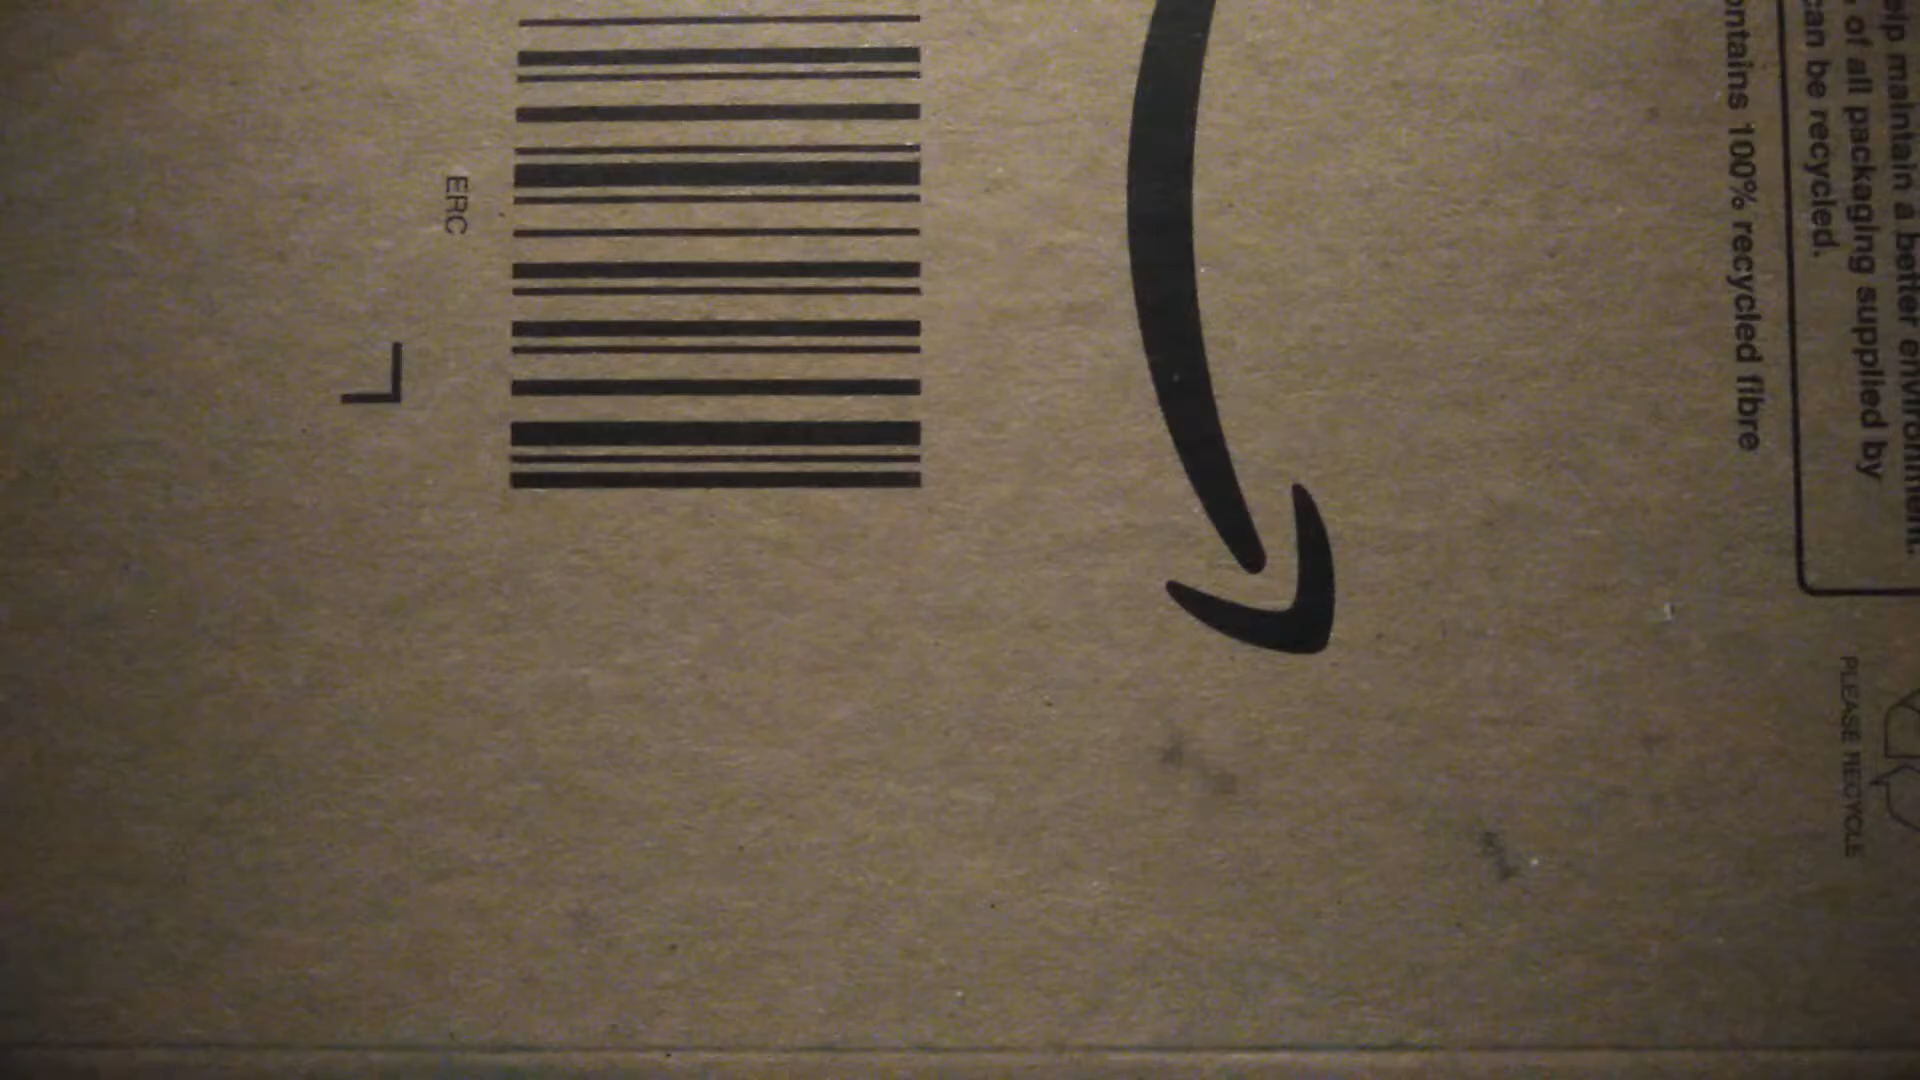 elp maintain a better environment.
, of all packaging supplied by
can be recycled.
ontains 100% recycled fibre
PLEASE RECYCLE
ERC
L